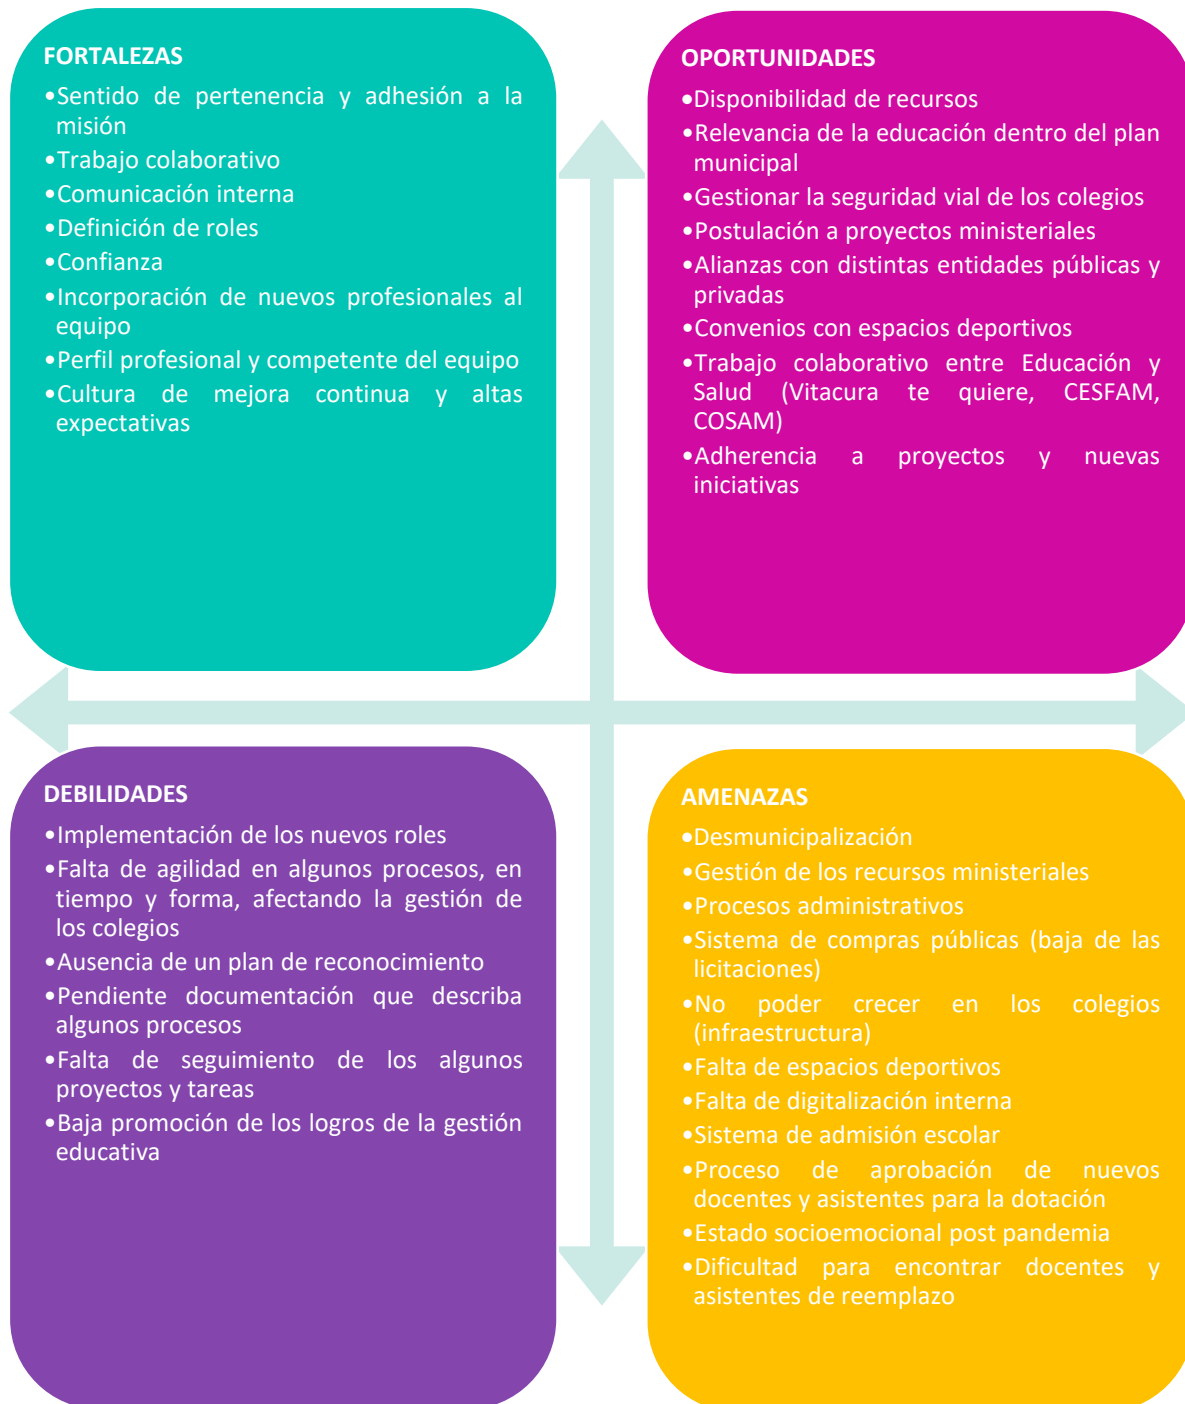 FORTALEZAS
•Sentido de pertenencia y adhesión a la
misión
•Trabajo colaborativo
•Comunicación interna
•Definición de roles
•Confianza
•Incorporación de nuevos profesionales al
equipo
•Perfil profesional y competente del equipo
•Cultura de mejora continua y altas
expectativas
OPORTUNIDADES
•Disponibilidad de recursos
•Relevancia de la educación dentro del plan
municipal
•Gestionar la seguridad vial de los colegios
•Postulación a proyectos ministeriales
•Alianzas con distintas entidades públicas y
privadas
•Convenios con espacios deportivos
•Trabajo colaborativo entre Educación y
Salud (Vitacura te quiere, CESFAM,
COSAM)
•Adherencia a proyectos y nuevas
iniciativas
DEBILIDADES
•Implementación de los nuevos roles
•Falta de agilidad en algunos procesos, en
tiempo y forma, afectando la gestión de
los colegios
•Ausencia de un plan de reconocimiento
•Pendiente documentación que describa
algunos procesos
•Falta de seguimiento de los algunos
proyectos y tareas
•Baja promoción de los logros de la gestión
educativa
AMENAZAS
•Desmunicipalización
•Gestión de los recursos ministeriales
•Procesos administrativos
•Sistema de compras públicas (baja de las
licitaciones)
•No poder crecer en los colegios
(infraestructura)
•Falta de espacios deportivos
•Falta de digitalización interna
•Sistema de admisión escolar
•Proceso de aprobación de nuevos
docentes y asistentes para la dotación
•Estado socioemocional post pandemia
•Dificultad para encontrar docentes y
asistentes de reemplazo